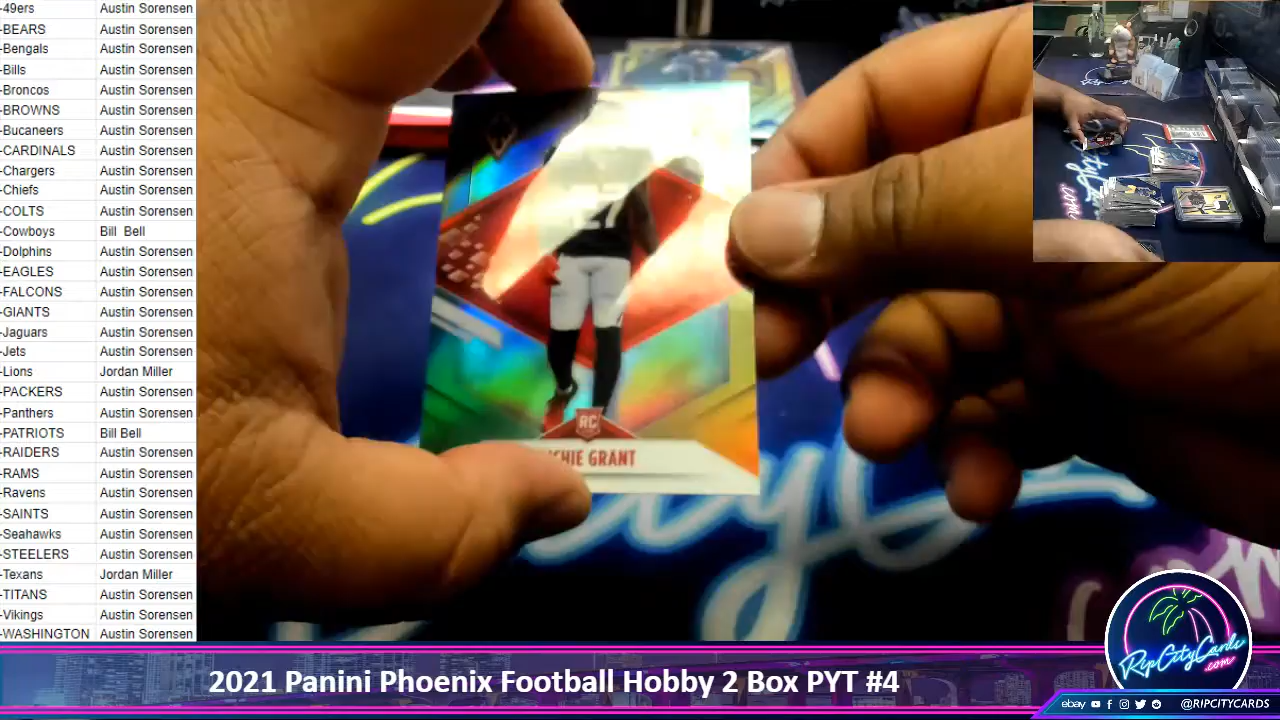 -49ers Austin Sorensen
-BEARS Austin Sorensen
-Bengals Austin Sorensen
-Bills Austin Sorensen
-Broncos Austin Sorensen
-BROWNS Austin Sorensen
-Bucaneers Austin Sorensen
-CARDINALS Austin Sorensen
-Chargers Austin Sorensen
-Chiefs Austin Sorensen
-COLTS Austin Sorensen
-Cowboys Bill Bell
-Dolphins Austin Sorensen
-EAGLES Austin Sorensen
-FALCONS Austin Sorensen
-GIANTS Austin Sorensen
-Jaguars Austin Sorensen
-Jets Austin Sorensen
-Lions Jordan Miller
-PACKERS Austin Sorensen
-Panthers Austin Sorensen
-PATRIOTS Bill Bell
-RAIDERS Austin Sorensen
-RAMS Austin Sorensen
-Ravens Austin Sorensen
-SAINTS Austin Sorensen
-Seahawks Austin Sorensen
-STEELERS Austin Sorensen
-Texans Jordan Miller
-TITANS Austin Sorensen
-Vikings Austin Sorensen
-WASHINGTON Austin Sorensen
27
RC
CHIE GRANT
2021 Panini Phoenix Football Hobby 2 Box PYT #4
RipCityCards
.com
ebay @RIPCITYCARDS